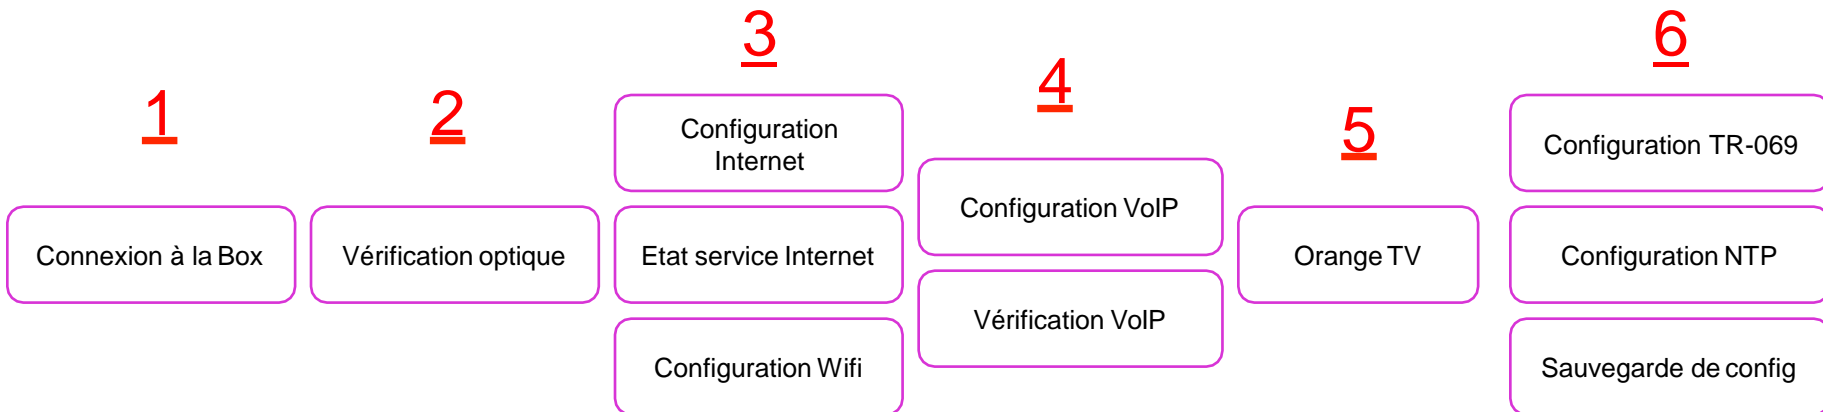 1
Connexion à la Box
2
Vérification optique
3
Configuration
Internet
Etat service Internet
Configuration Wifi
4
Configuration VoIP
Vérification VoIP
5
Orange TV
6
Configuration TR-069
Configuration NTP
Sauvegarde de config